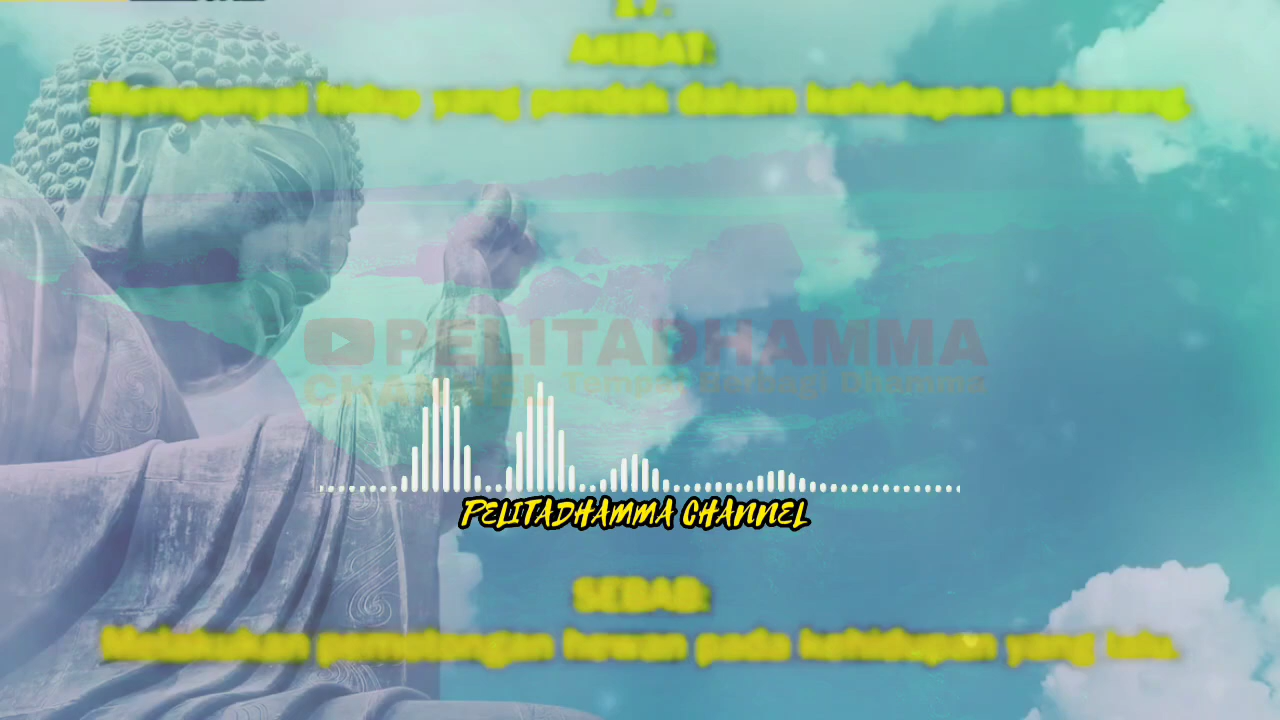 17.
AKIBAT:
Mempunyai hidup yang pendek dalam kehidupan sekarang.
PELITADHAMMA
CHANNEL Tempat Berbagi Dhamma
PELITADHAMMA CHANNEL
SEBAB:
Melakukan pemotongan hewan pada kehidupan yang lalu.